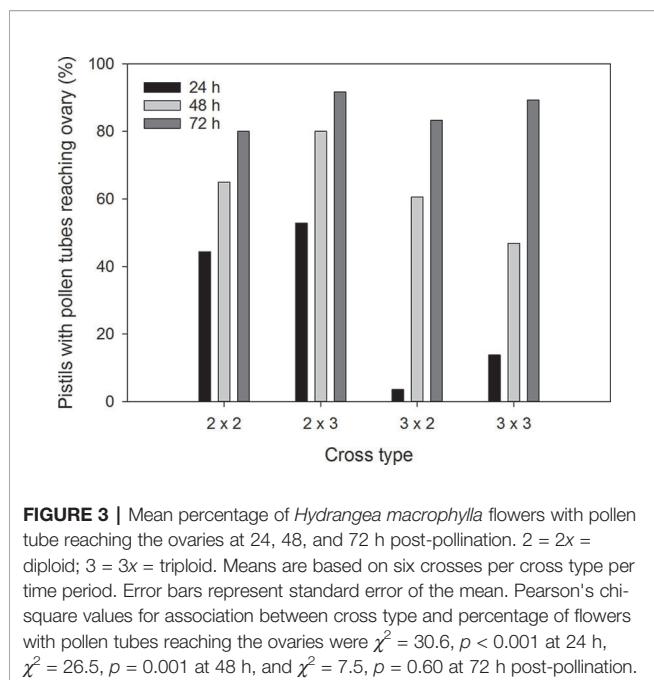 Pistils with pollen tubes reaching ovary (%)
100
80
60
40
20
0
24 h
48 h
72 h
2 x 2
2 x 3
3 x 2
3 x 3
Cross type
FIGURE 3 | Mean percentage of Hydrangea macrophylla flowers with pollen
tube reaching the ovaries at 24, 48, and 72 h post-pollination. 2 = 2x =
diploid; 3 = 3x = triploid. Means are based on six crosses per cross type per
time period. Error bars represent standard error of the mean. Pearson's chi-
square values for association between cross type and percentage of flowers
with pollen tubes reaching the ovaries were χ² = 30.6, p < 0.001 at 24 h,
χ² = 26.5, p = 0.001 at 48 h, and χ² = 7.5, p = 0.60 at 72 h post-pollination.